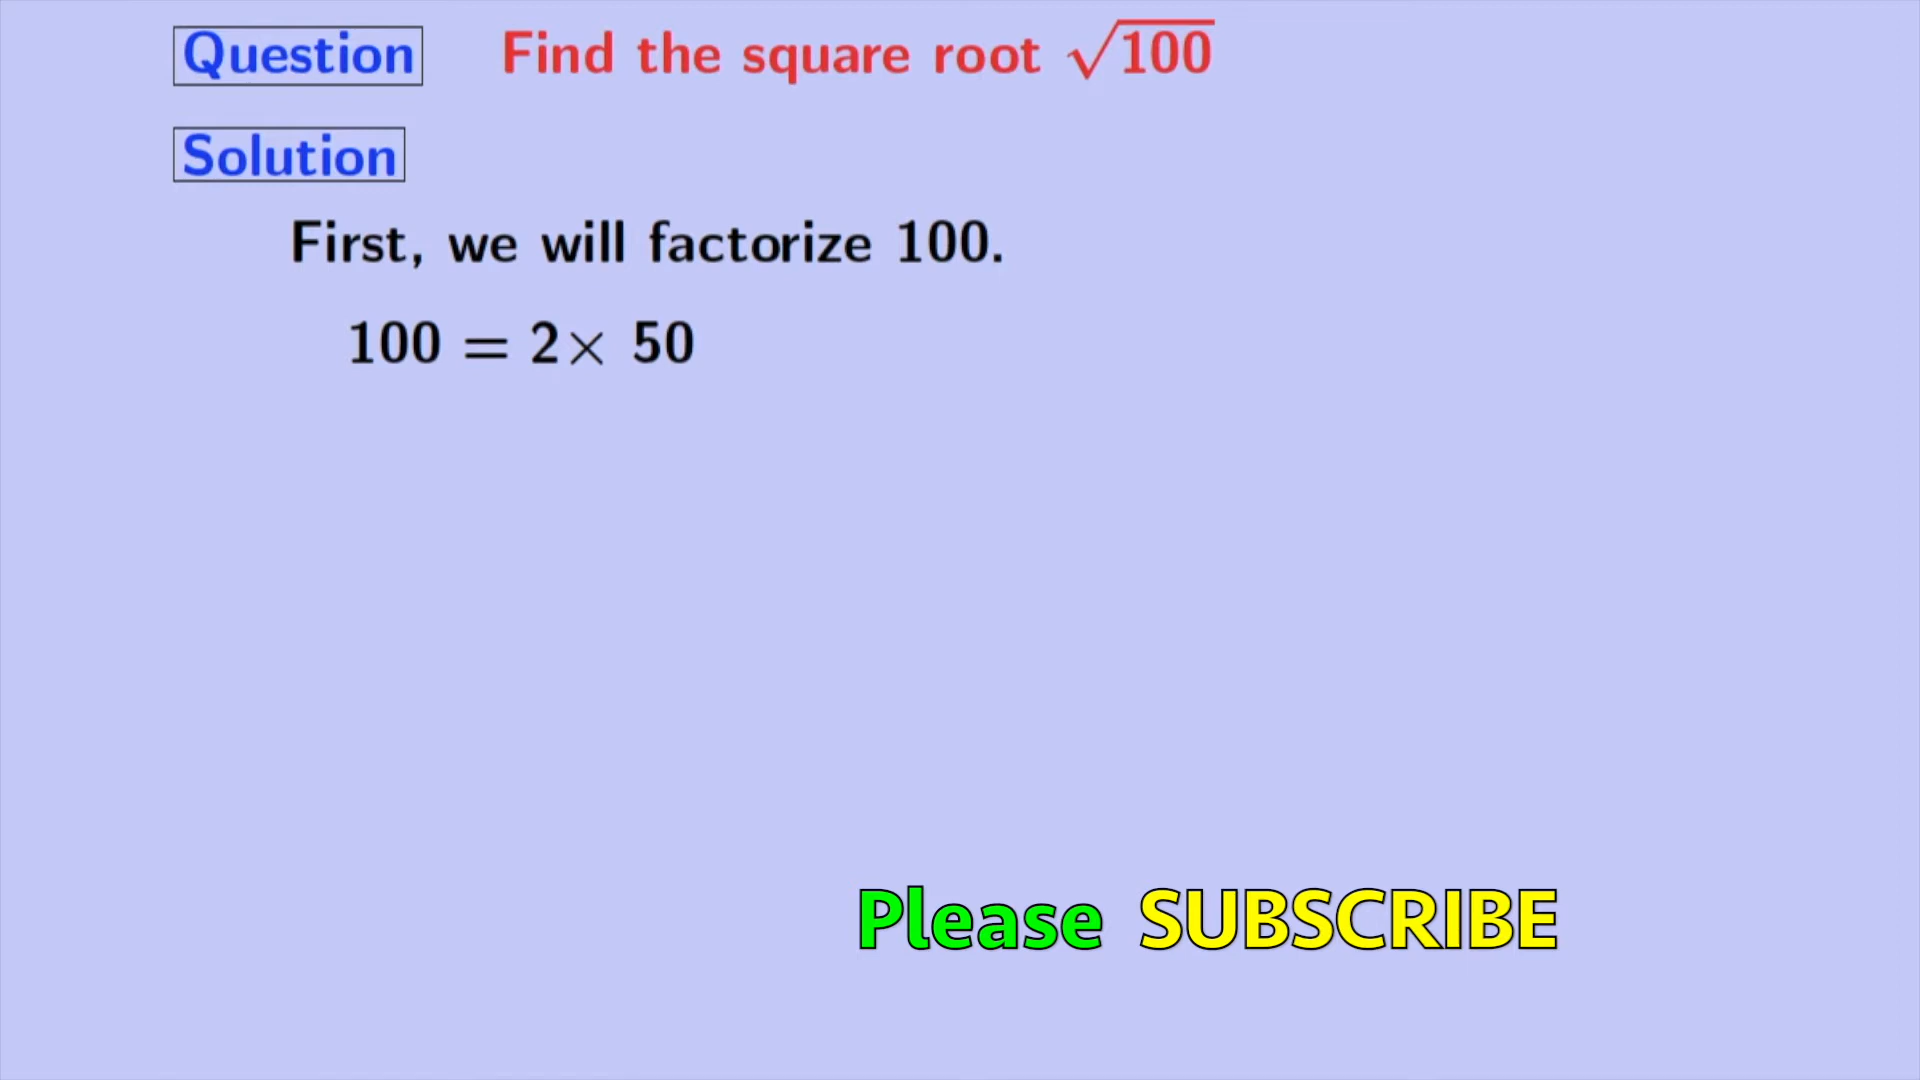 Question Find the square root √100
Solution
First, we will factorize 100.
100 = 2× 50
Please SUBSCRIBE